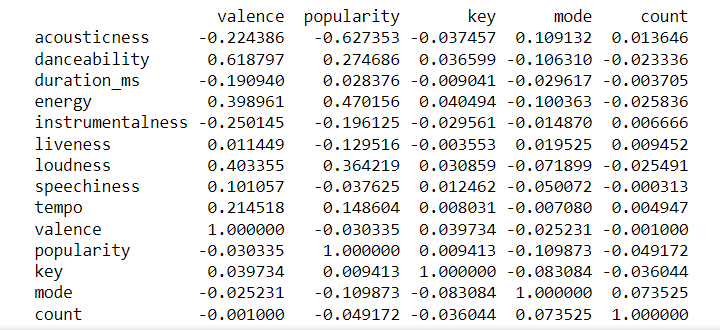 valence popularity key mode count
acousticness -0.224386 -0.627353 -0.037457 0.109132 0.013646
danceability 0.618797 0.274686 0.036599 -0.106310 -0.023336
duration_ms -0.190940 0.028376 -0.009041 -0.029617 -0.003705
energy 0.398961 0.470156 0.040494 -0.100363 -0.025836
instrumentalness -0.250145 -0.196125 -0.029561 -0.014870 0.006666
liveness 0.011449 -0.129516 -0.003553 0.019525 0.009452
loudness 0.403355 0.364219 0.030859 -0.071899 -0.025491
speechiness 0.101057 -0.037625 0.012462 -0.050072 -0.000313
tempo 0.214518 0.148604 0.008031 -0.007080 0.004947
valence 1.000000 -0.030335 0.039734 -0.025231 -0.001000
popularity -0.030335 1.000000 0.009413 -0.109873 -0.049172
key 0.039734 0.009413 1.000000 -0.083084 -0.036044
mode -0.025231 -0.109873 -0.083084 1.000000 0.073525
count -0.001000 -0.049172 -0.036044 0.073525 1.000000